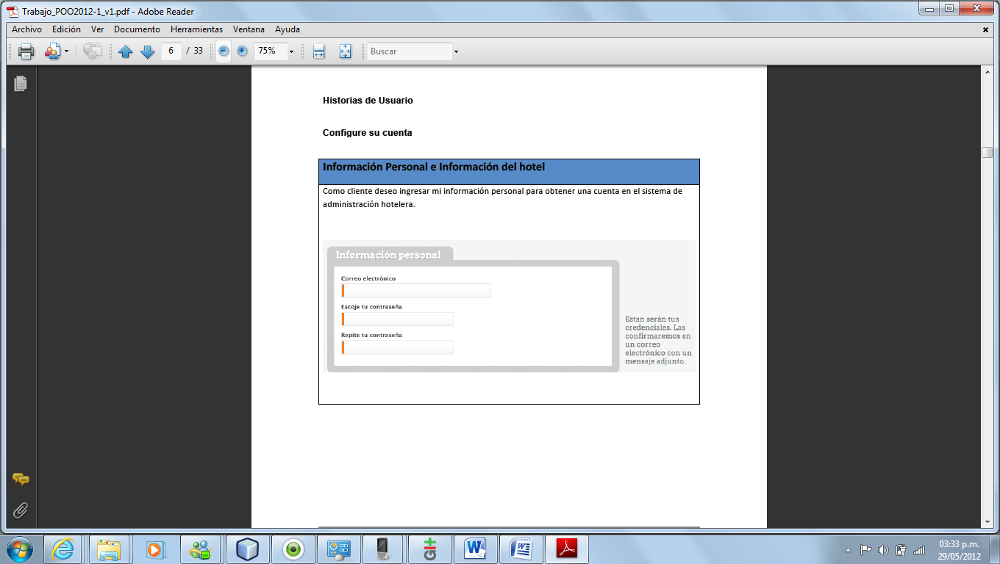 Trabajo_POO2012-1_v1.pdf - Adobe Reader
Archivo Edición Ver Documento Herramientas Ventana Ayuda
6 / 33 75% Buscar
Historias de Usuario
Configure su cuenta
Información Personal e Información del hotel
Como cliente deseo ingresar mi información personal para obtener una cuenta en el sistema de
administración hotelera.
Información personal
Correo electrónico
Escoje tu contraseña
Repite tu contraseña
Estan serán tus
credenciales. Las
confirmaremos en
un correo
electrónico con un
mensaje adjunto.
Git
03:33 p.m.
29/05/2012